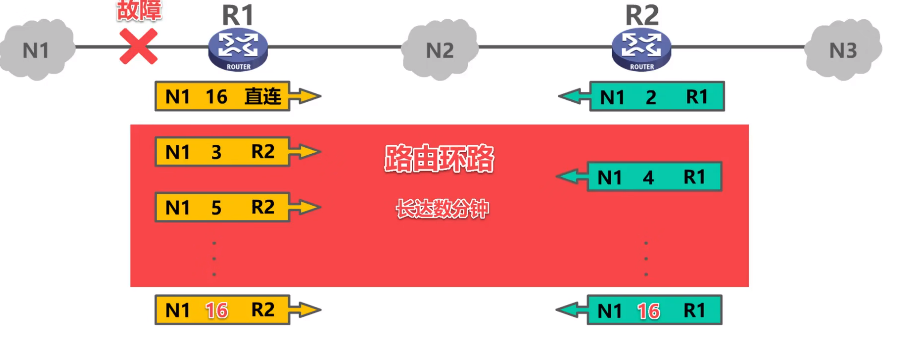 故障
R1
R2
N1
N2
N3
ROUTER
ROUTER
N1 16 直连
N1 2 R1
N1 3 R2
路由环路
N1 4 R1
N1 5 R2
长达数分钟
N1 16 R2
N1 16 R1